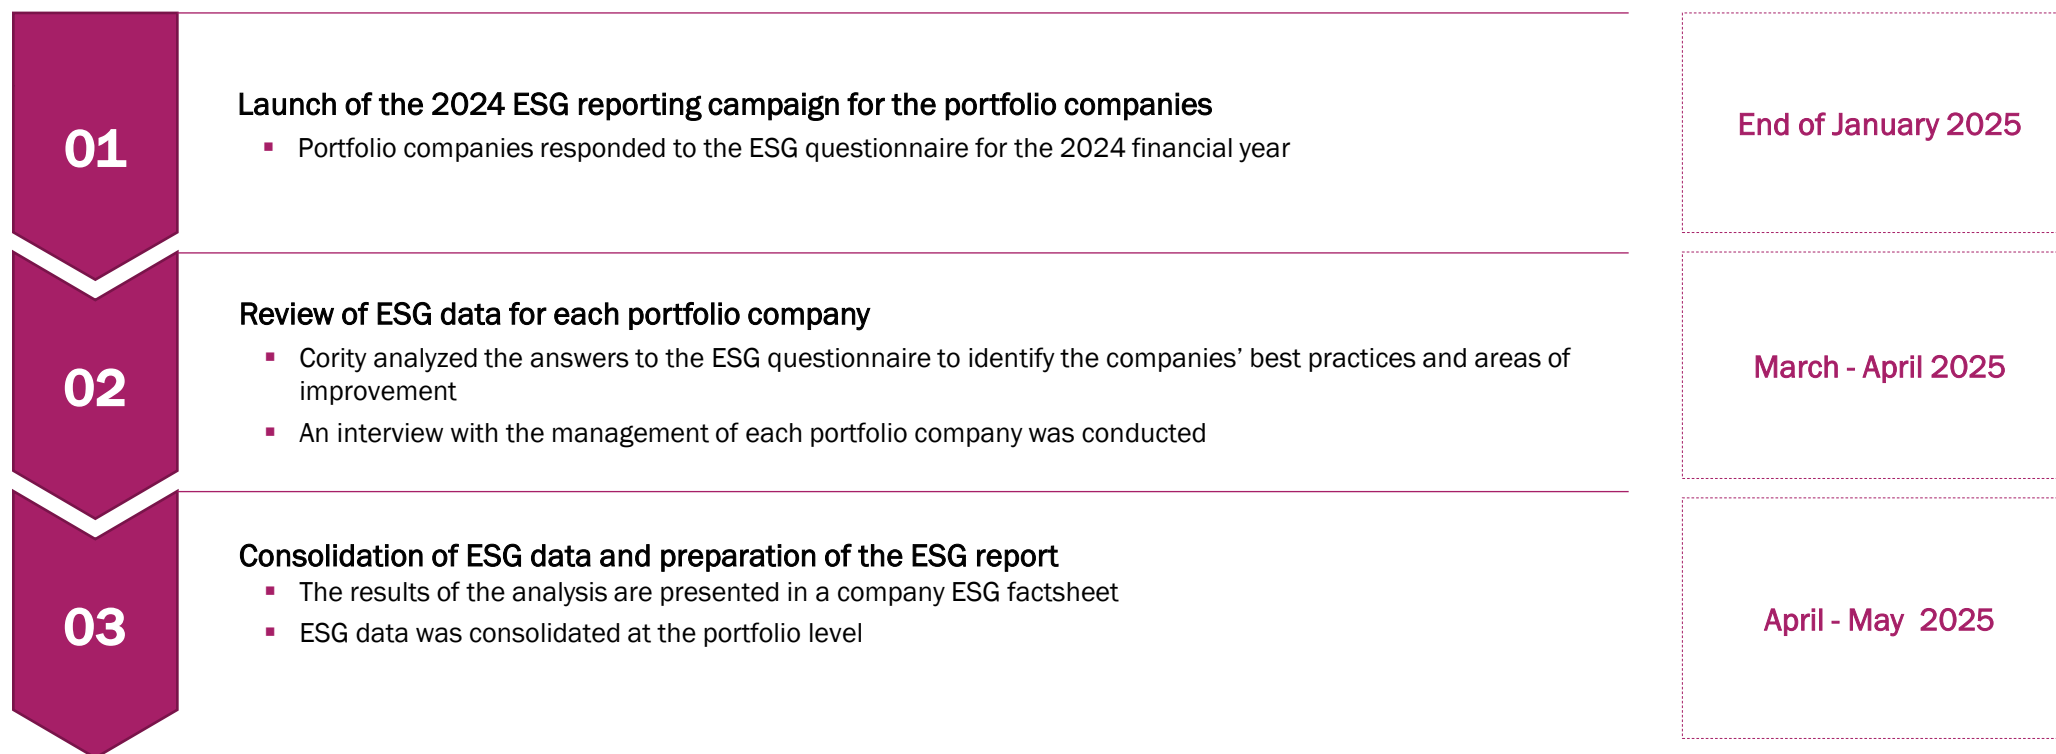 01
Launch of the 2024 ESG reporting campaign for the portfolio companies
▪ Portfolio companies responded to the ESG questionnaire for the 2024 financial year
End of January 2025
02
Review of ESG data for each portfolio company
▪ Cority analyzed the answers to the ESG questionnaire to identify the companies’ best practices and areas of
improvement
▪ An interview with the management of each portfolio company was conducted
March - April 2025
03
Consolidation of ESG data and preparation of the ESG report
▪ The results of the analysis are presented in a company ESG factsheet
▪ ESG data was consolidated at the portfolio level
April - May  2025